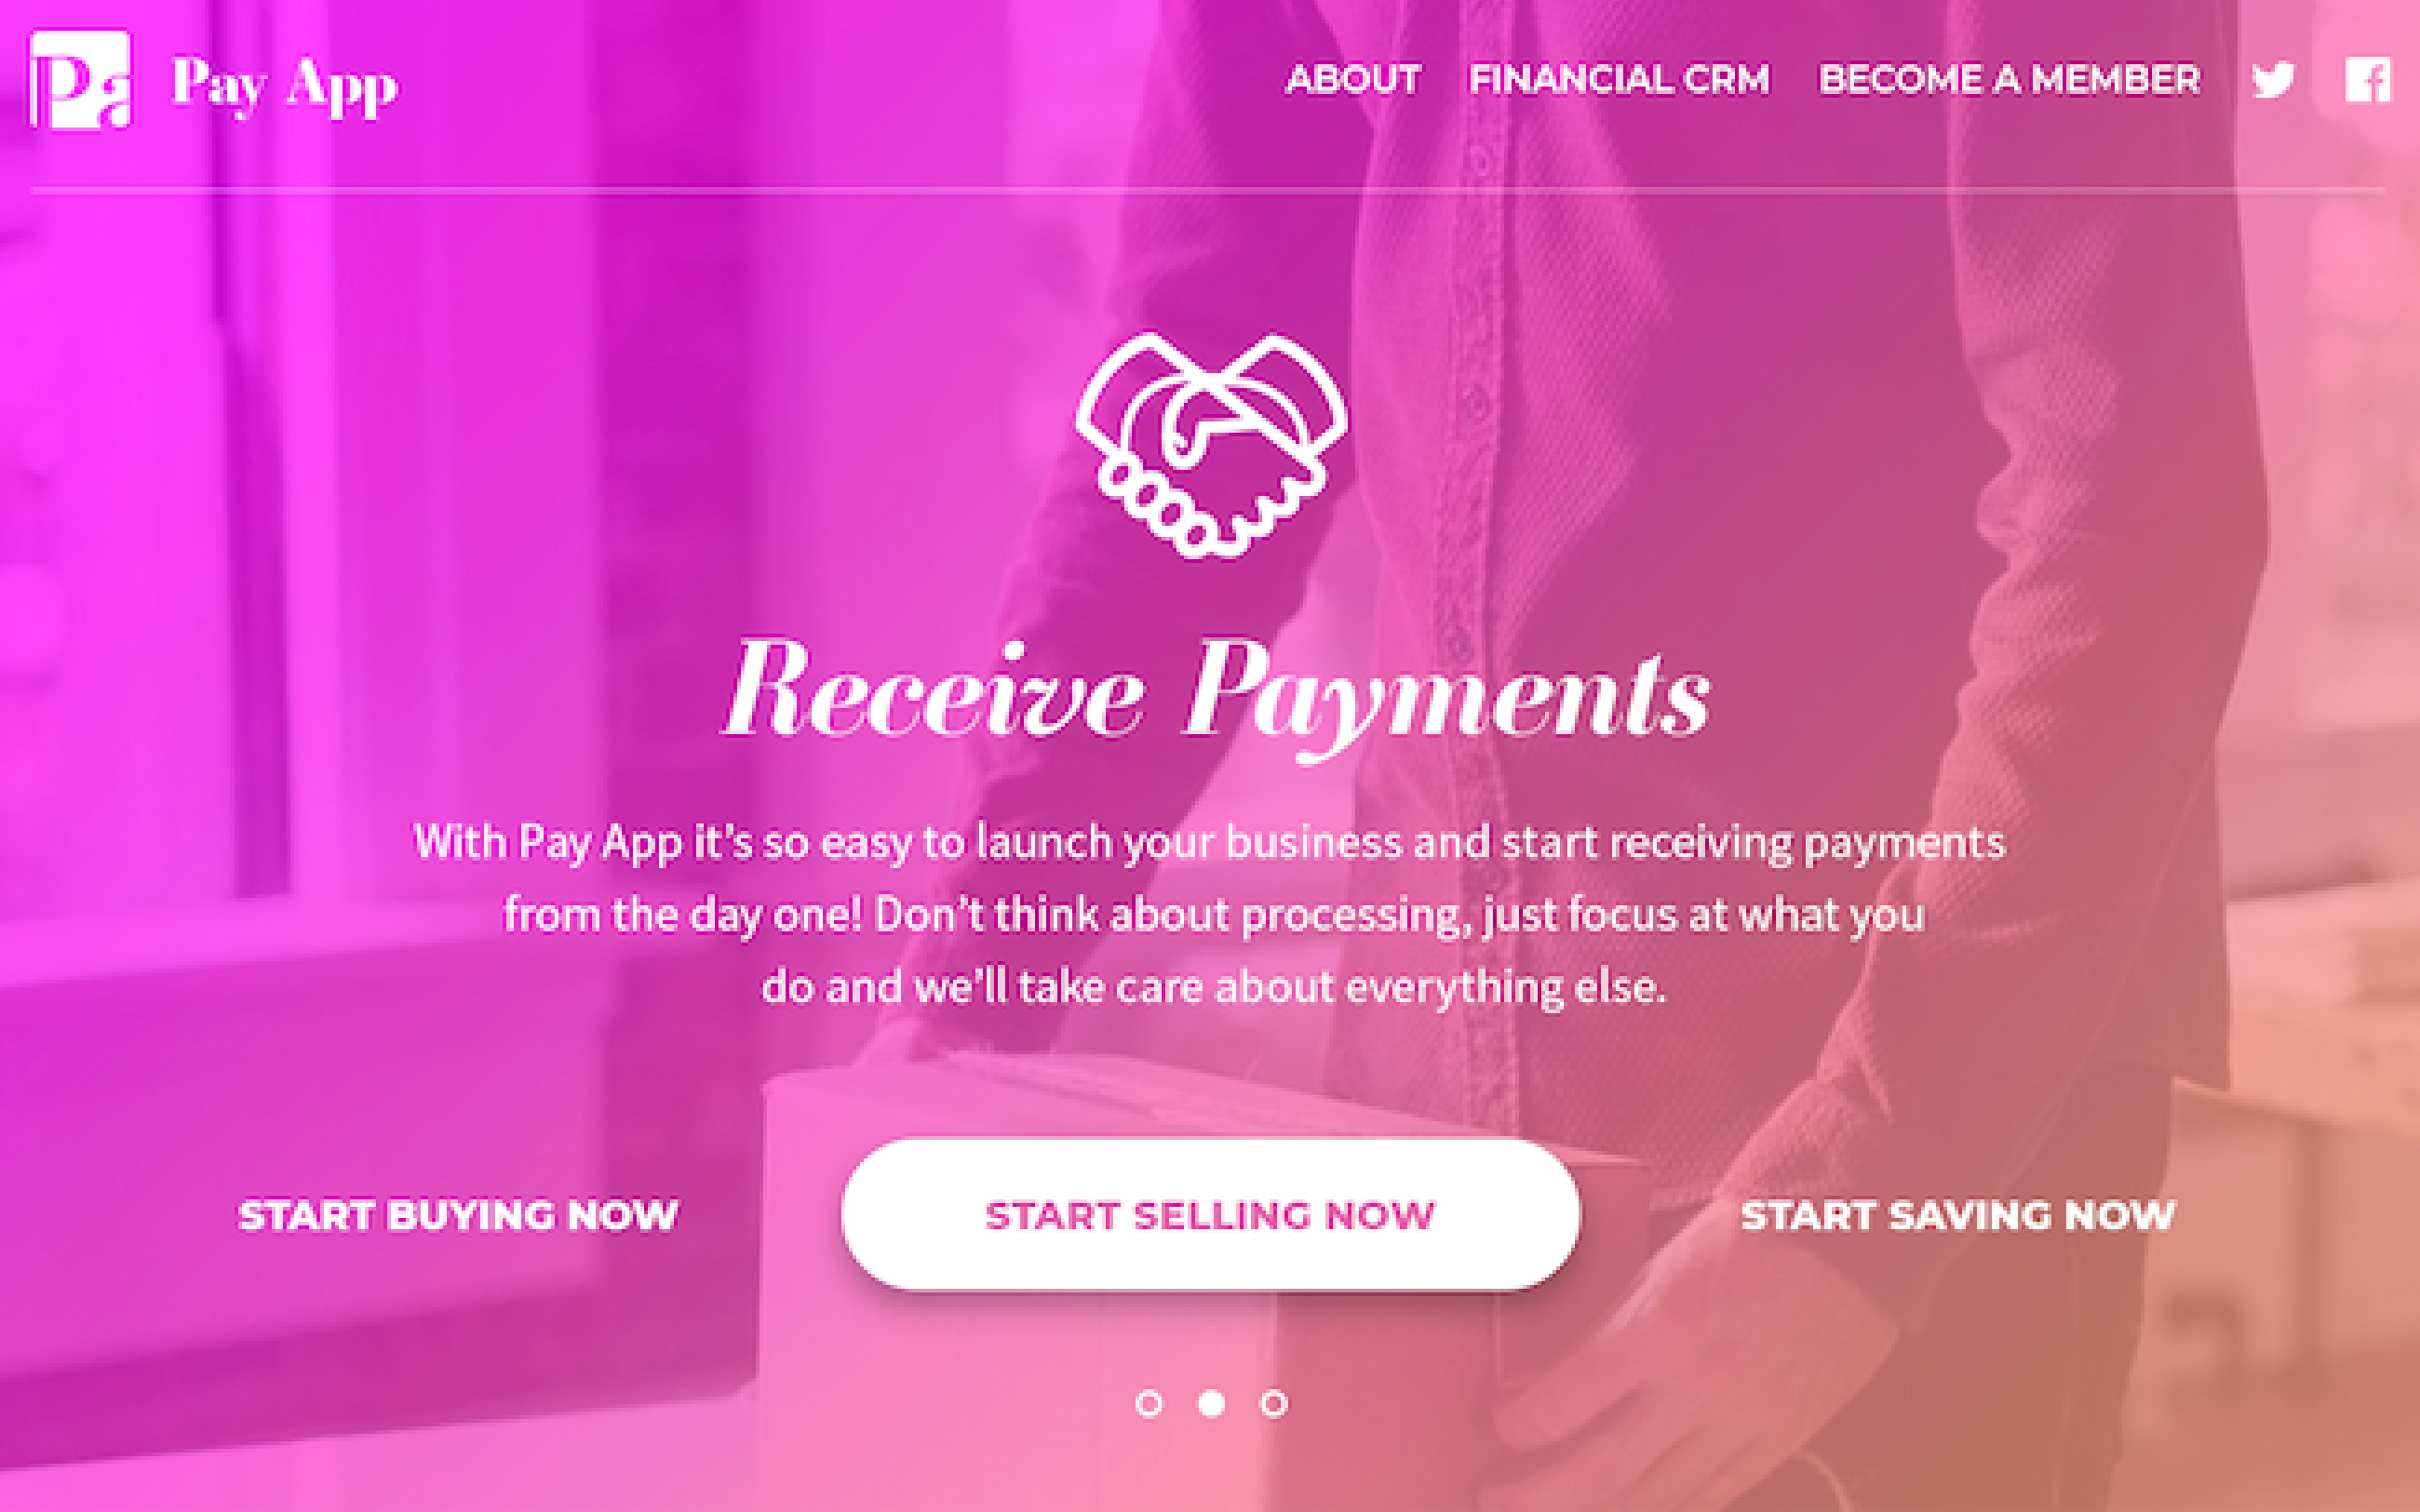 Pa Pay App
ABOUT FINANCIAL CRM BECOME A MEMBER
Receive Payments
With Pay App it's so easy to launch your business and start receiving payments
from the day one! Don't think about processing, just focus at what you
do and we'll take care about everything else.
START BUYING NOW START SELLING NOW START SAVING NOW